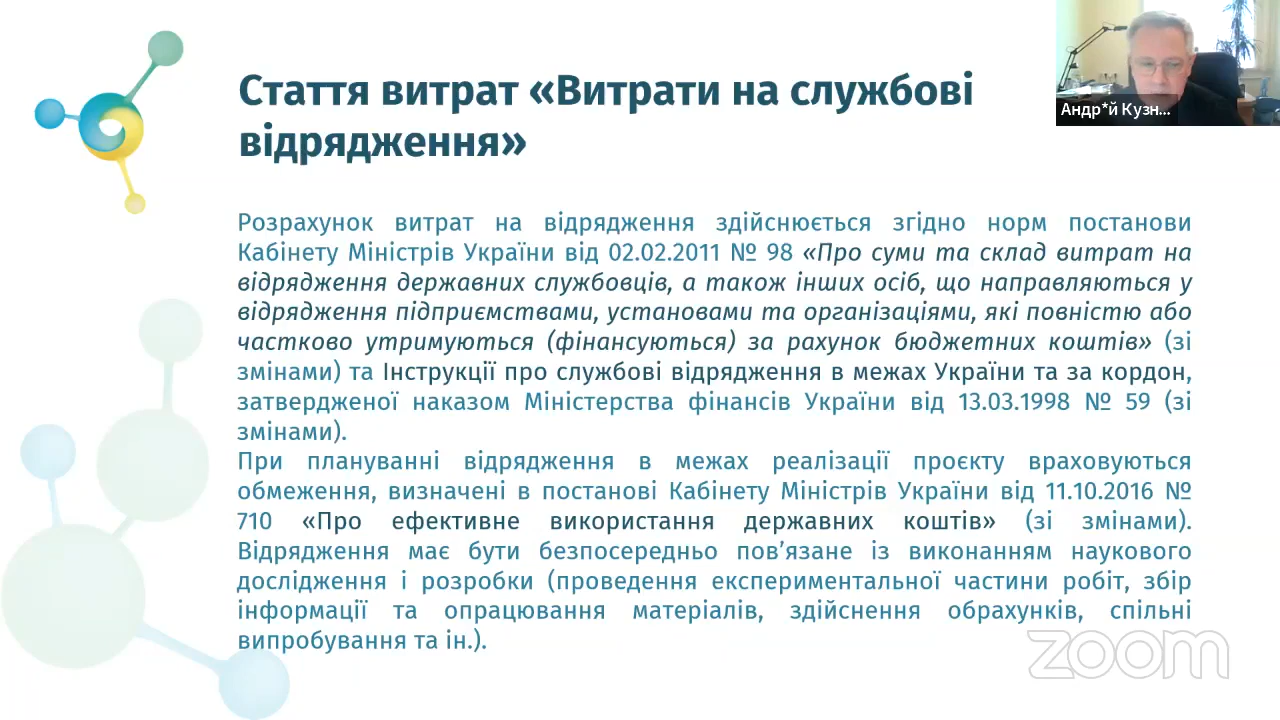 Стаття витрат «Витрати на службові
відрядження»
Андр*й Кузн...
Розрахунок витрат на відрядження здійснюється згідно норм постанови
Кабінету Міністрів України від 02.02.2011 № 98 «Про суми та склад витрат на
відрядження державних службовців, а також інших осіб, що направляються у
відрядження підприємствами, установами та організаціями, які повністю або
частково утримуються (фінансуються) за рахунок бюджетних коштів» (зі
змінами) та Інструкції про службові відрядження в межах України та за кордон,
затвердженої наказом Міністерства фінансів України від 13.03.1998 № 59 (зі
змінами).
При плануванні відрядження в межах реалізації проєкту враховуються
обмеження, визначені в постанові Кабінету Міністрів України від 11.10.2016 №
710 «Про ефективне використання державних коштів» (зі змінами).
Відрядження має бути безпосередньо пов’язане із виконанням наукового
дослідження і розробки (проведення експериментальної частини робіт, збір
інформації та опрацювання матеріалів, здійснення обрахунків, спільні
випробування та ін.).
zoom